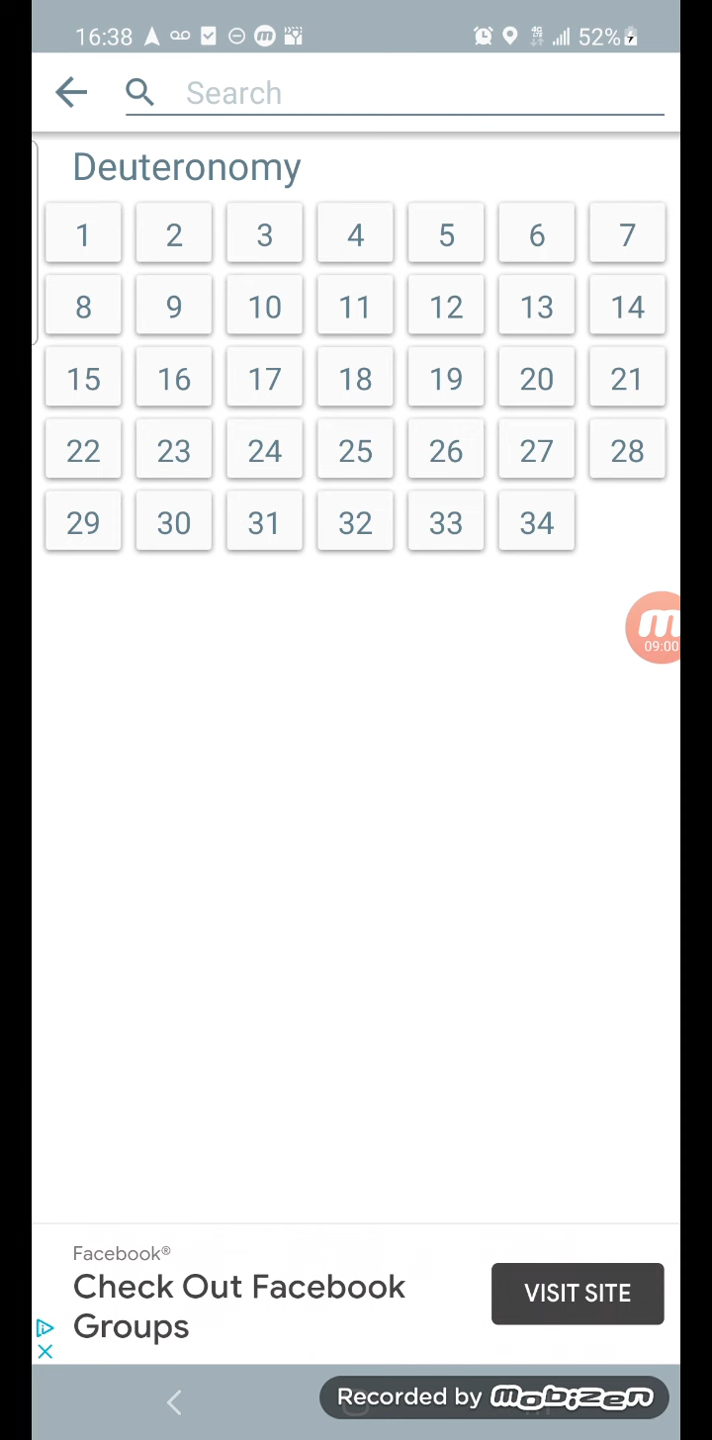 16:38 4G LTE 52%
Search
Deuteronomy
1 2 3 4 5 6 7
8 9 10 11 12 13 14
15 16 17 18 19 20 21
22 23 24 25 26 27 28
29 30 31 32 33 34
m
09:00
Facebook®
Check Out Facebook
Groups
VISIT SITE
Recorded by mobizen